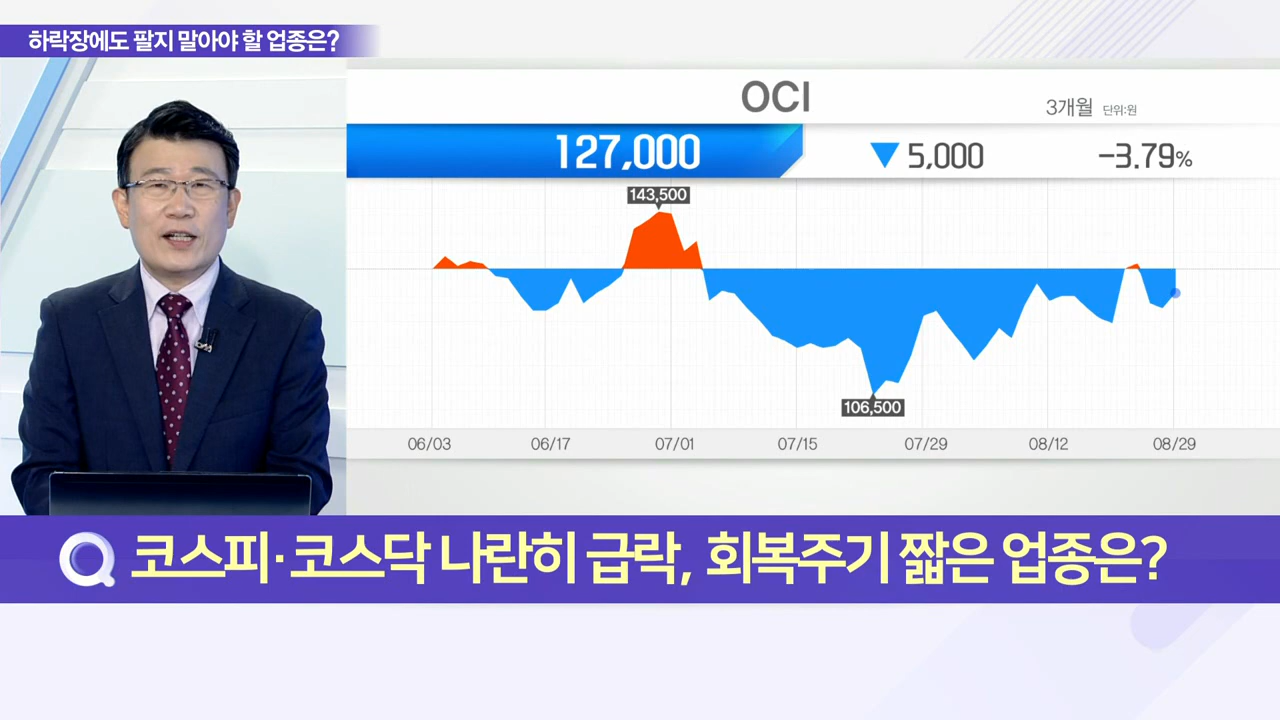 하락장에도 팔지 말아야 할 업종은?
OCI
3개월 단위:원
127,000 ▼ 5,000 -3.79%
143,500
106,500
06/03 06/17 07/01 07/15 07/29 08/12 08/29
코스피·코스닥 나란히 급락, 회복주기 짧은 업종은?